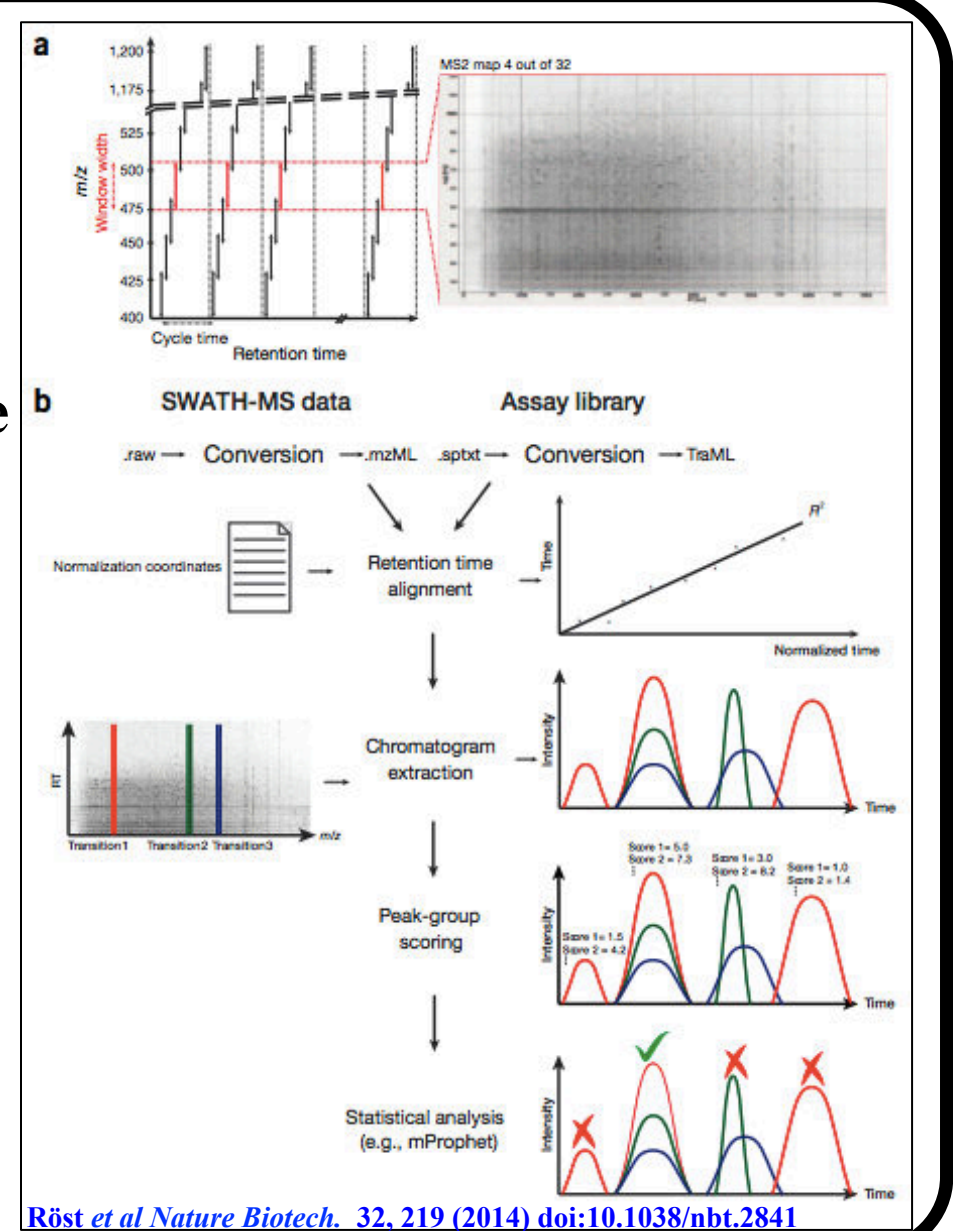 a
MS2 map 4 out of 32
1,200
1,175
525
500
475
450
425
400
m/z
Window width
Cycle time
Retention time
e
b
SWATH-MS data
Assay library
.raw
Conversion
.mzML
.sptxt
Conversion
TraML
Normalization coordinates
Retention time
alignment
Time
R²
Normalized time
RT
m/z
Transition1
Transition2
Transition3
Chromatogram
extraction
Intensity
Time
Peak-group
scoring
Intensity
Score 1= 1.5
Score 2 = 4.2
Score 1= 5.0
Score 2 = 7.3
Score 1= 3.0
Score 2 = 8.2
Score 1= 1.0
Score 2 = 1.4
Time
Statistical analysis
(e.g., mProphet)
Intensity
Time
Röst et al Nature Biotech. 32, 219 (2014) doi:10.1038/nbt.2841